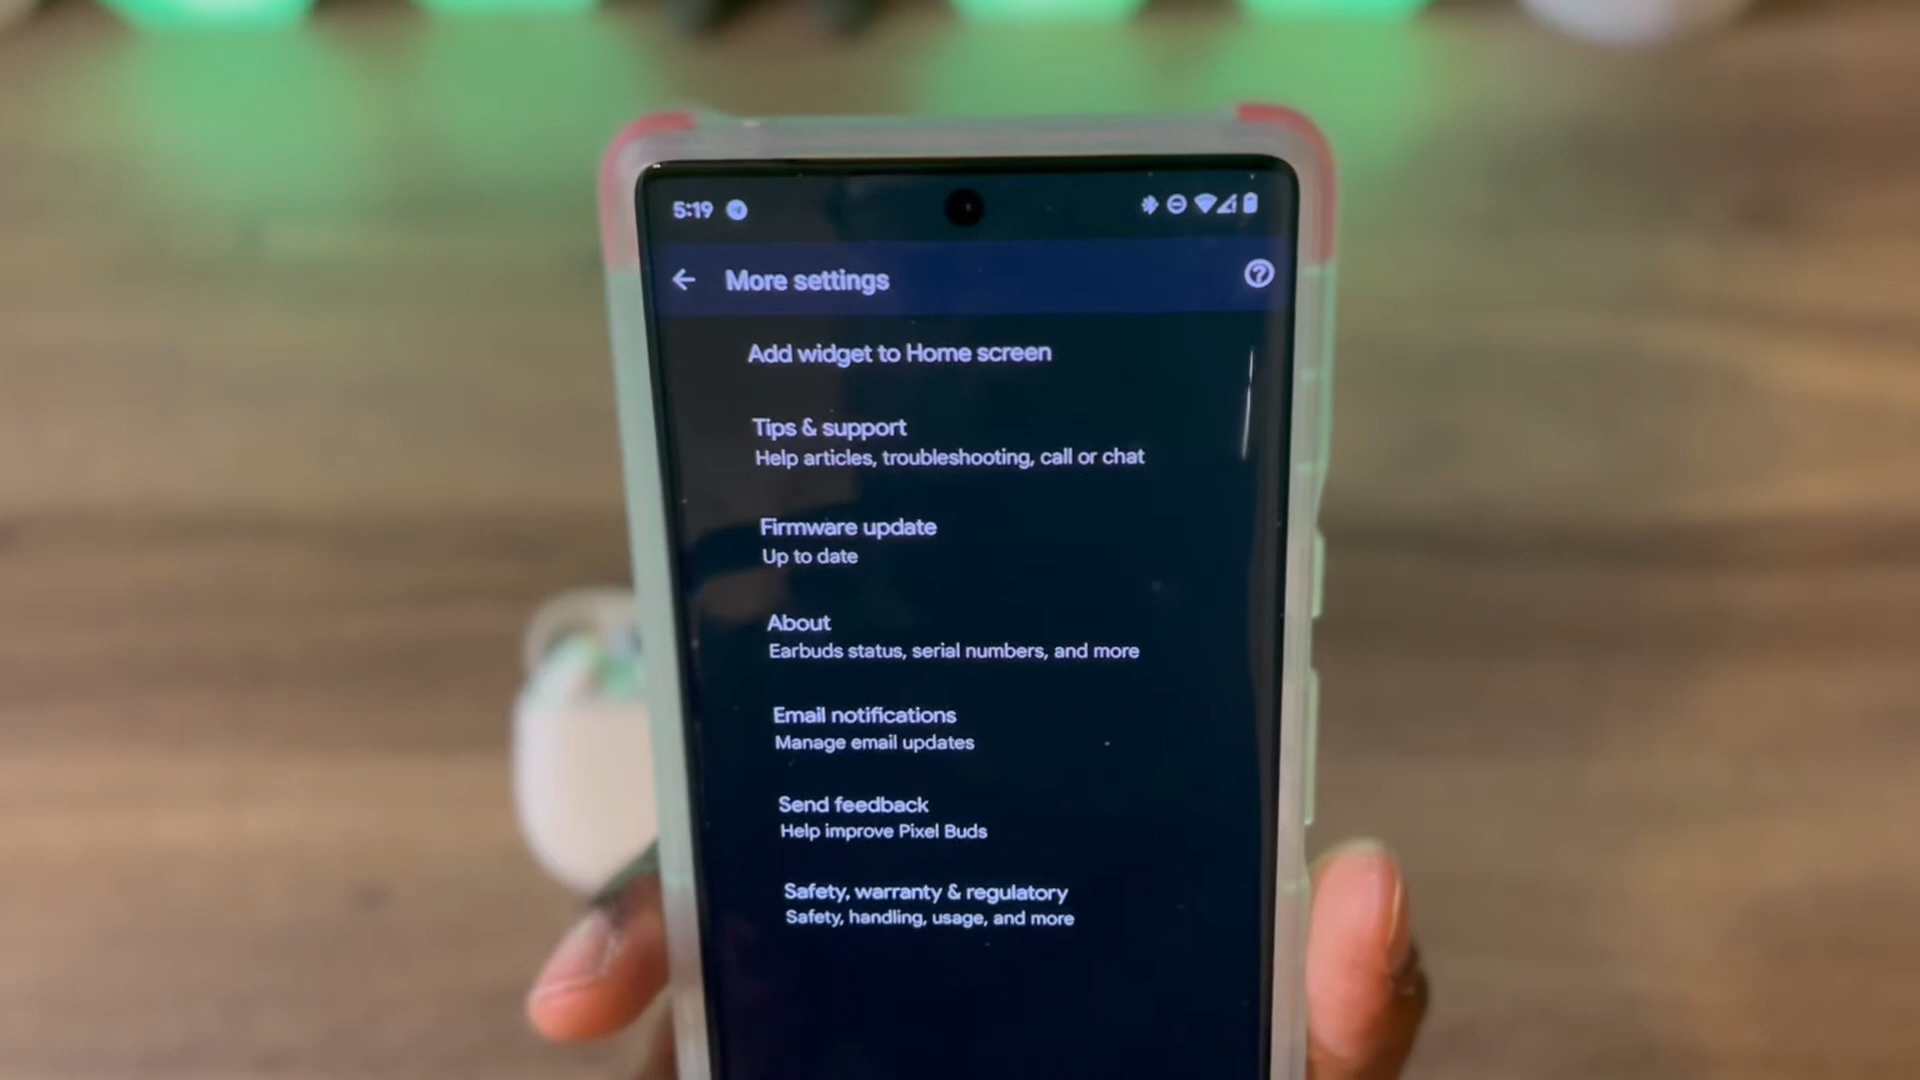 5:19
More settings
Add widget to Home screen
Tips & support
Help articles, troubleshooting, call or chat
Firmware update
Up to date
About
Earbuds status, serial numbers, and more
Email notifications
Manage email updates
Send feedback
Help improve Pixel Buds
Safety, warranty & regulatory
Safety, handling, usage, and more